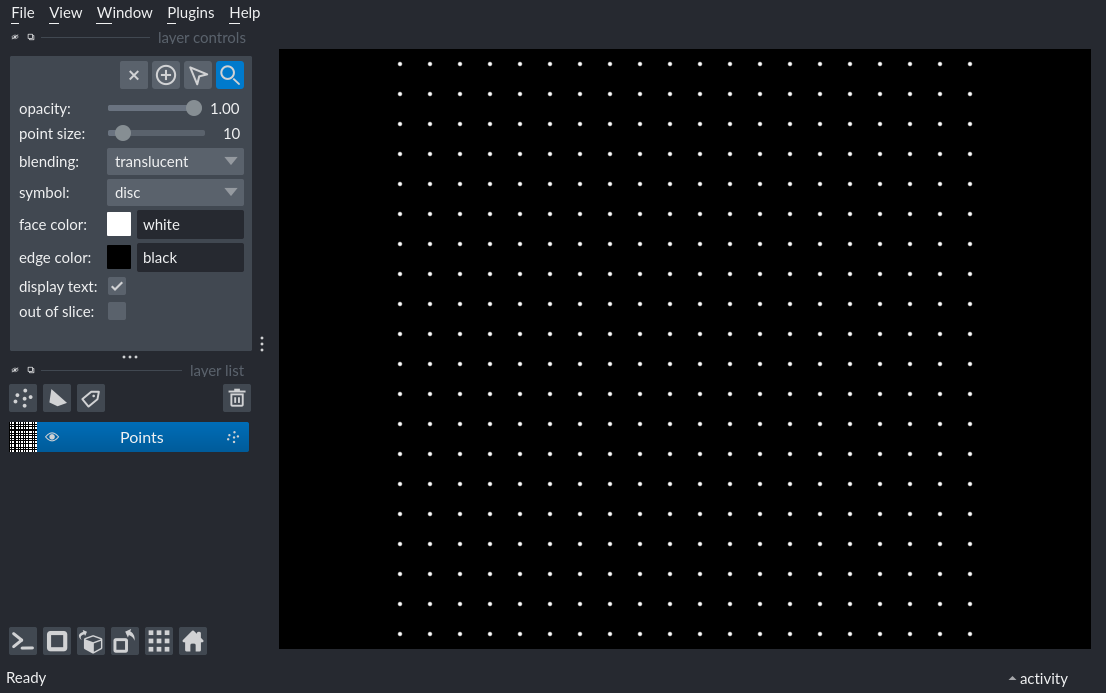 File View Window Plugins Help
layer controls
opacity: 1.00
point size: 10
blending: translucent
symbol: disc
face color: white
edge color: black
display text:
out of slice:
layer list
Points
Ready
activity